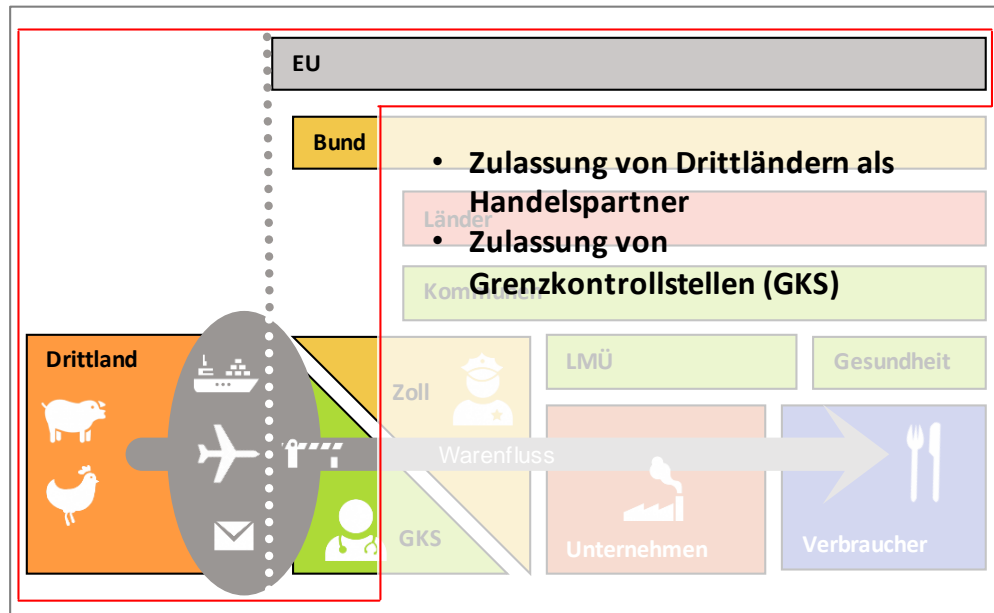 EU
Bund
• Zulassung von Drittländern als
Handelspartner
Länder
• Zulassung von
Grenzkontrollstellen (GKS)
Kommunen
Drittland
LMÜ
Gesundheit
Zoll
Warenfluss
GKS
Unternehmen
Verbraucher